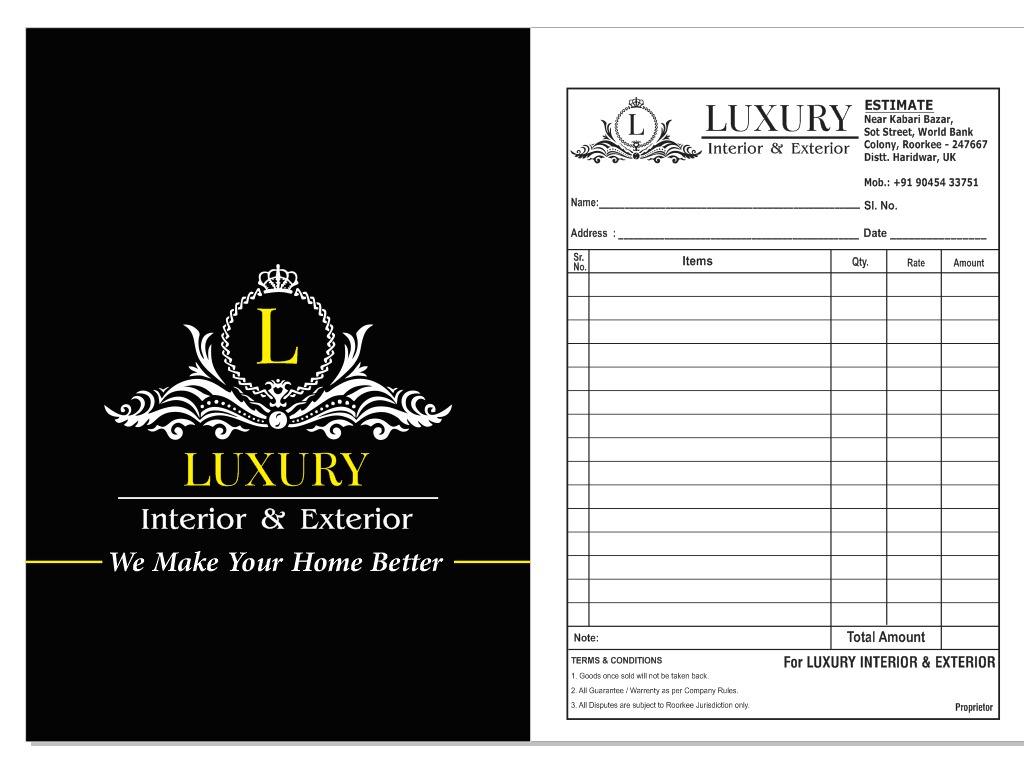 L
LUXURY
Interior & Exterior
We Make Your Home Better
L
LUXURY
Interior & Exterior
ESTIMATE
Near Kabari Bazar,
Sot Street, World Bank
Colony, Roorkee - 247667
Distt. Haridwar, UK
Mob.: +91 90454 33751
Name:
Sl. No.
Address :
Date
Sr. No.
Items
Qty.
Rate
Amount
Note:
Total Amount
TERMS & CONDITIONS
For LUXURY INTERIOR & EXTERIOR
1. Goods once sold will not be taken back.
2. All Guarantee / Warrenty as per Company Rules.
3. All Disputes are subject to Roorkee Jurisdiction only.
Proprietor